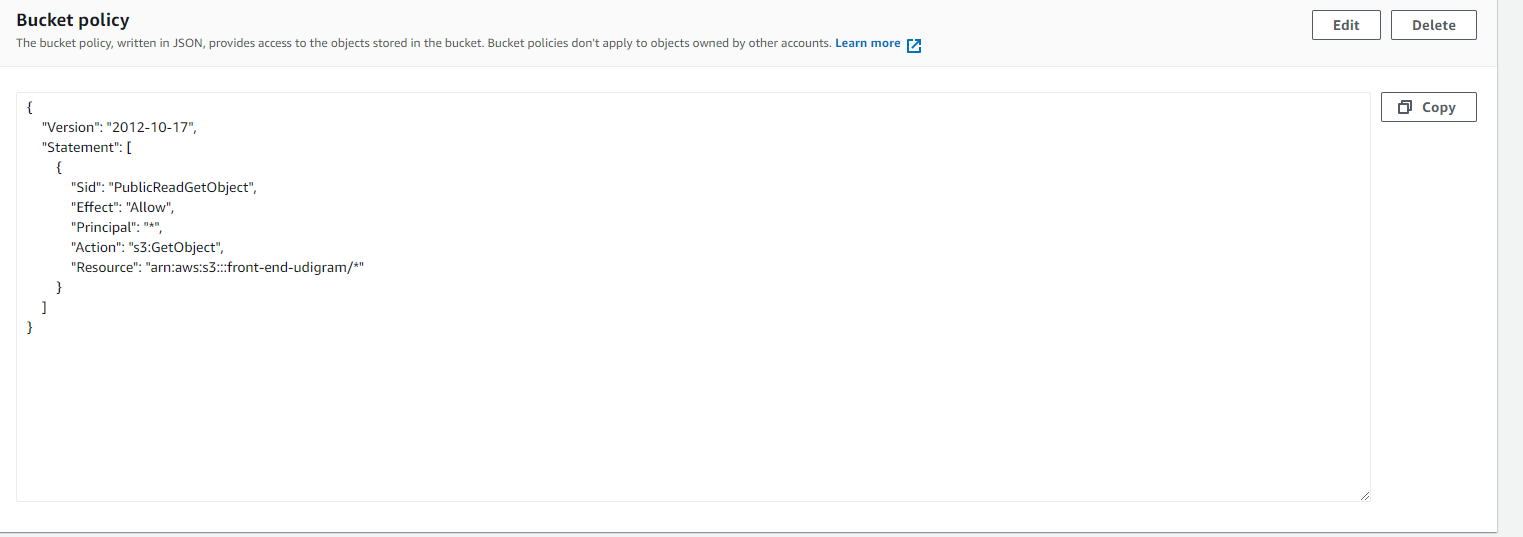 Bucket policy
Edit
Delete
The bucket policy, written in JSON, provides access to the objects stored in the bucket. Bucket policies don't apply to objects owned by other accounts. Learn more
Copy
{
    "Version": "2012-10-17",
    "Statement": [
        {
            "Sid": "PublicReadGetObject",
            "Effect": "Allow",
            "Principal": "*",
            "Action": "s3:GetObject",
            "Resource": "arn:aws:s3:::front-end-udigram/*"
        }
    ]
}